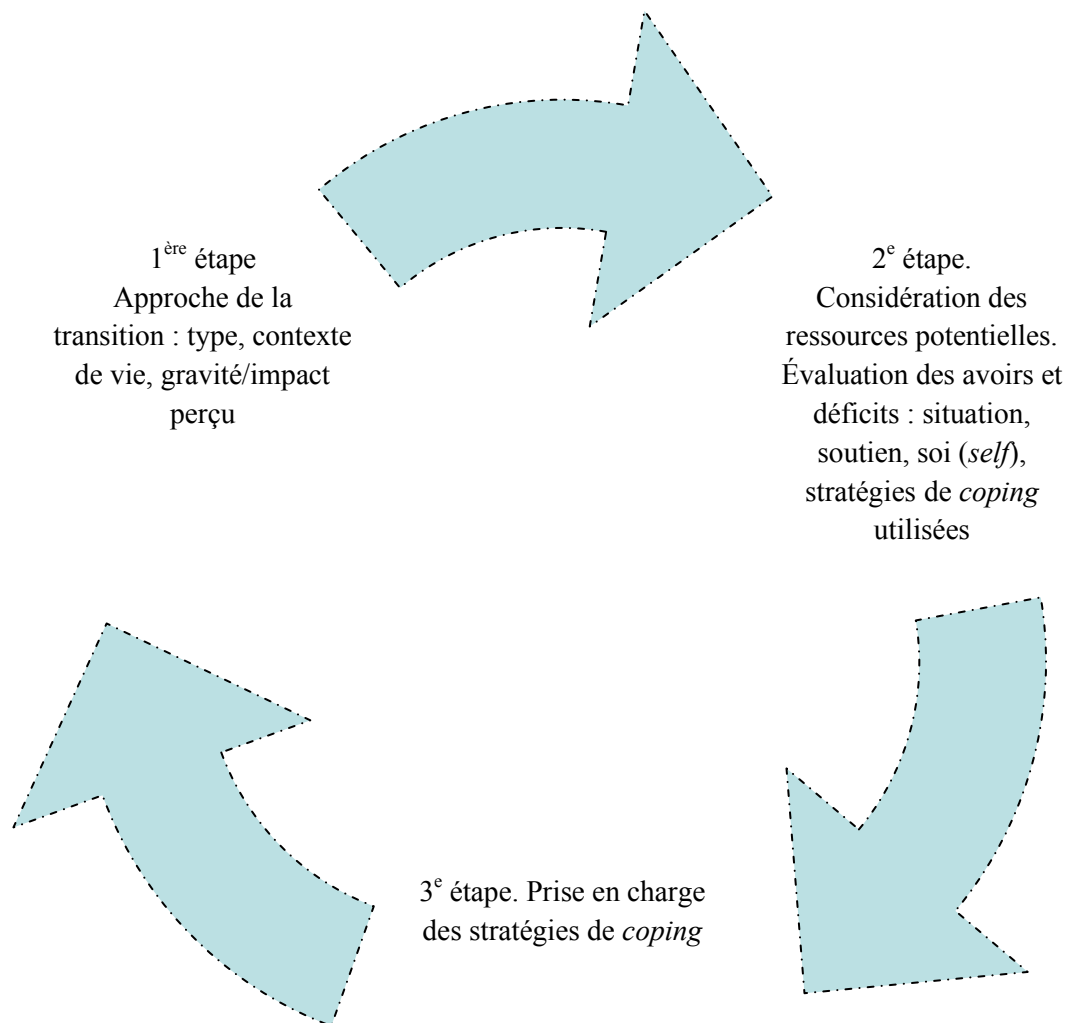 1ère étape
Approche de la
transition : type, contexte
de vie, gravité/impact
perçu
2e étape.
Considération des
ressources potentielles.
Évaluation des avoirs et
déficits : situation,
soutien, soi (self),
stratégies de coping
utilisées
3e étape. Prise en charge
des stratégies de coping